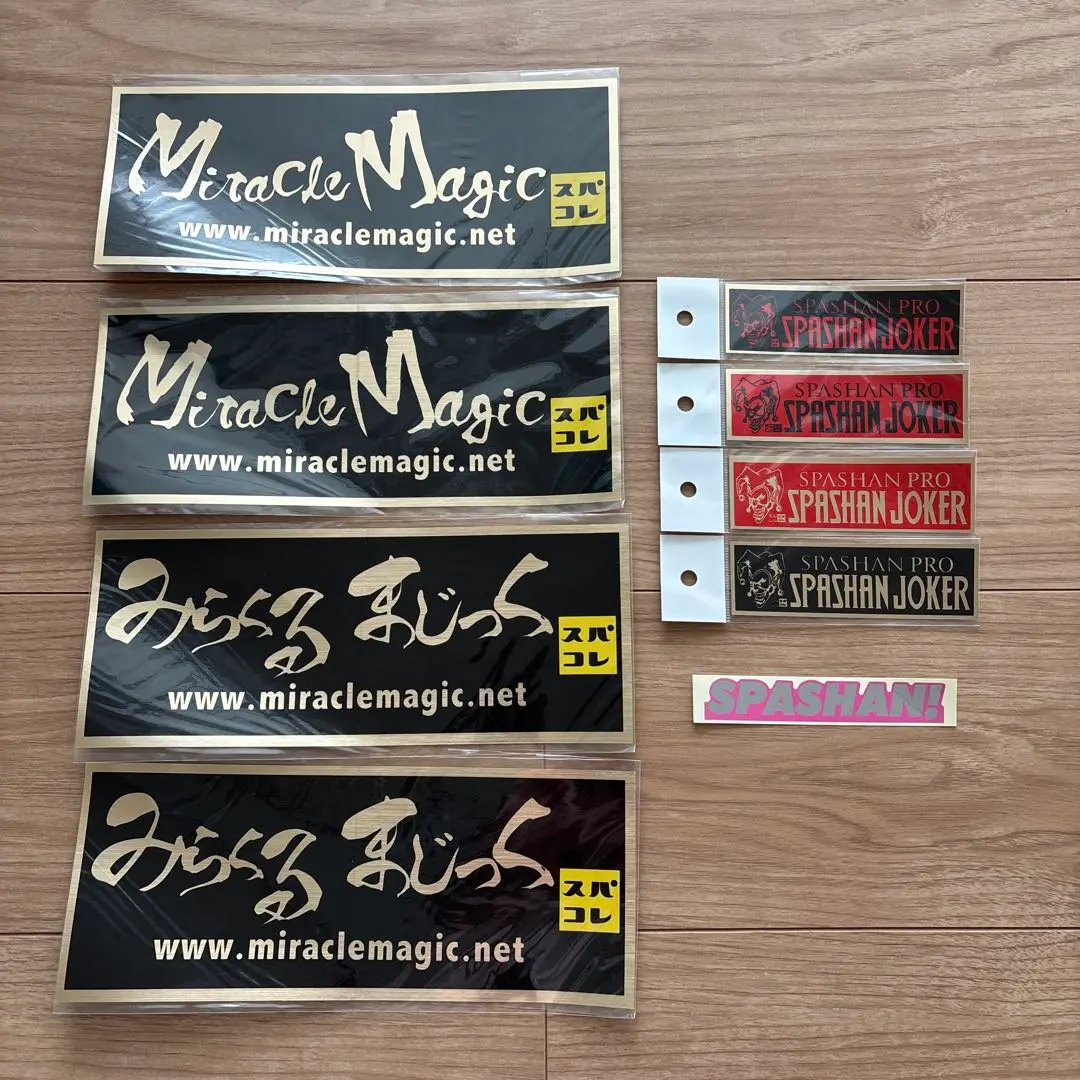 Miracle Magic
スパ
コレ
www.miraclemagic.net
Miracle Magic
スパ
コレ
www.miraclemagic.net
みらくる まじっく
スパ
コレ
www.miraclemagic.net
みらくる まじっく
スパ
コレ
www.miraclemagic.net
SPASHAN PRO
SPASHAN JOKER
SPASHAN PRO
SPASHAN JOKER
SPASHAN PRO
SPASHAN JOKER
SPASHAN PRO
SPASHAN JOKER
SPASHAN!